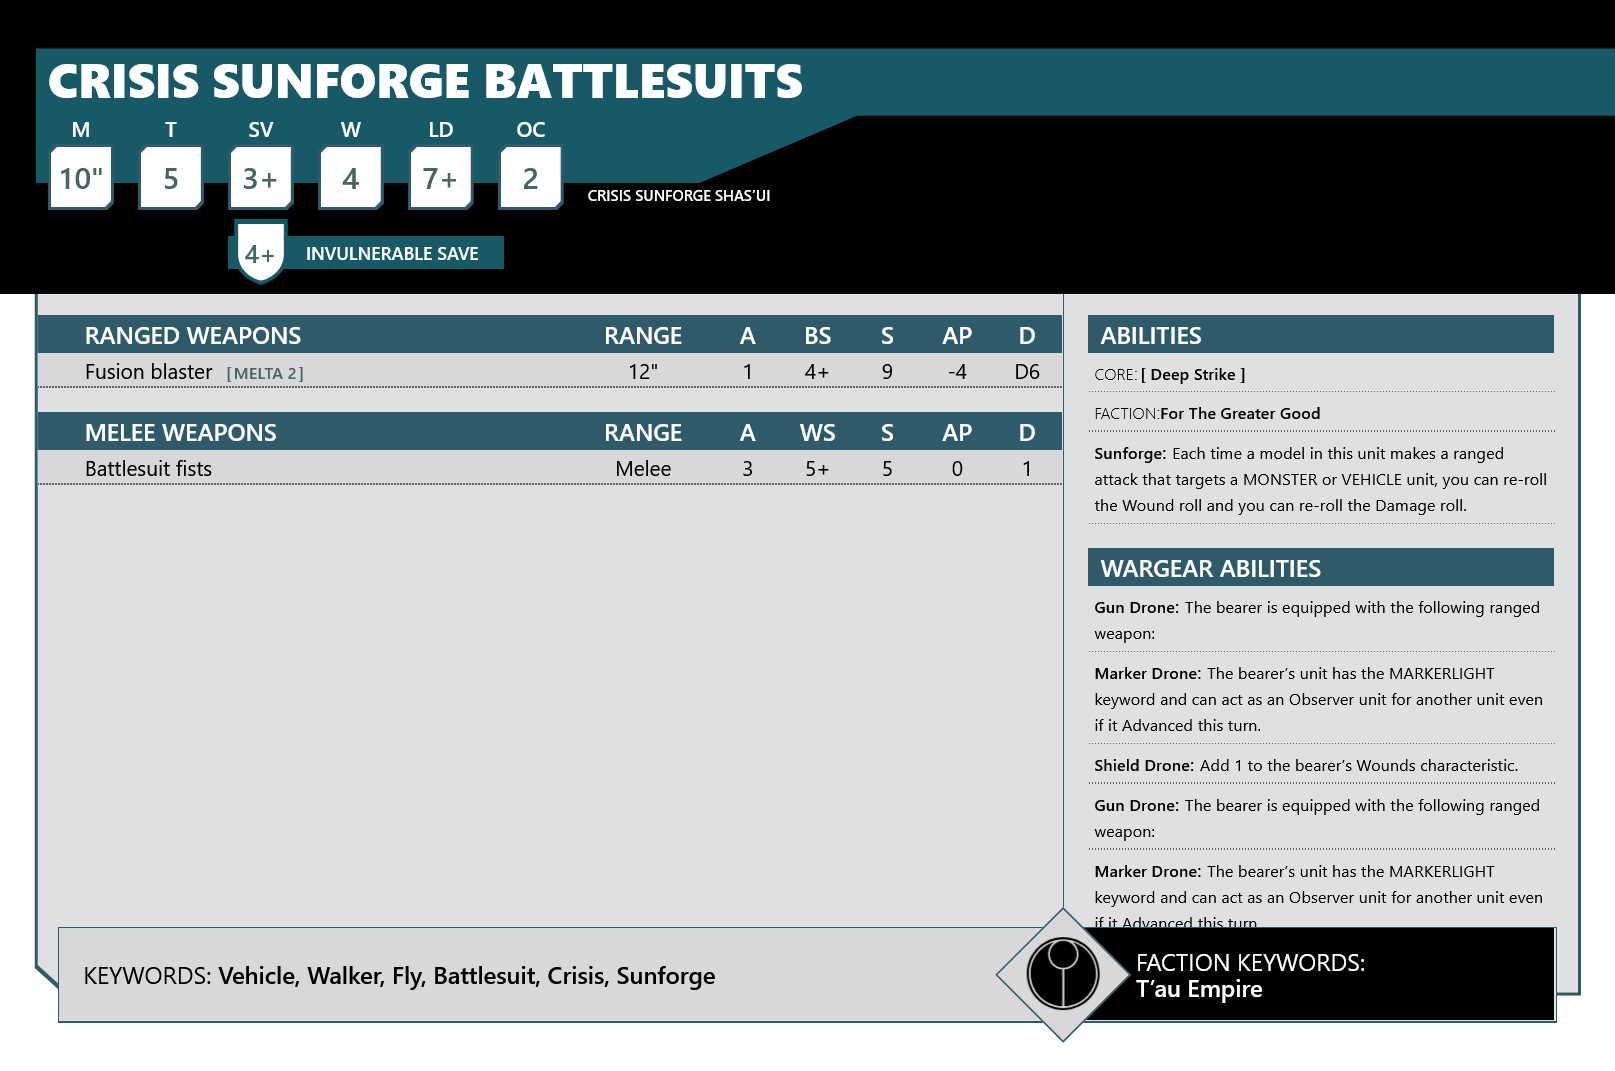 CRISIS SUNFORGE BATTLESUITS
M T SV W LD OC
10" 5 3+ 4 7+ 2
CRISIS SUNFORGE SHAS'UI
4+ INVULNERABLE SAVE
RANGED WEAPONS RANGE A BS S AP D
Fusion blaster [MELTA 2] 12" 1 4+ 9 -4 D6
MELEE WEAPONS RANGE A WS S AP D
Battlesuit fists Melee 3 5+ 5 0 1
ABILITIES
CORE: [ Deep Strike ]
FACTION:For The Greater Good
Sunforge: Each time a model in this unit makes a ranged
attack that targets a MONSTER or VEHICLE unit, you can re-roll
the Wound roll and you can re-roll the Damage roll.
WARGEAR ABILITIES
Gun Drone: The bearer is equipped with the following ranged
weapon:
Marker Drone: The bearer's unit has the MARKERLIGHT
keyword and can act as an Observer unit for another unit even
if it Advanced this turn.
Shield Drone: Add 1 to the bearer's Wounds characteristic.
Gun Drone: The bearer is equipped with the following ranged
weapon:
Marker Drone: The bearer's unit has the MARKERLIGHT
keyword and can act as an Observer unit for another unit even
if it Advanced this turn.
KEYWORDS: Vehicle, Walker, Fly, Battlesuit, Crisis, Sunforge
FACTION KEYWORDS:
T'au Empire